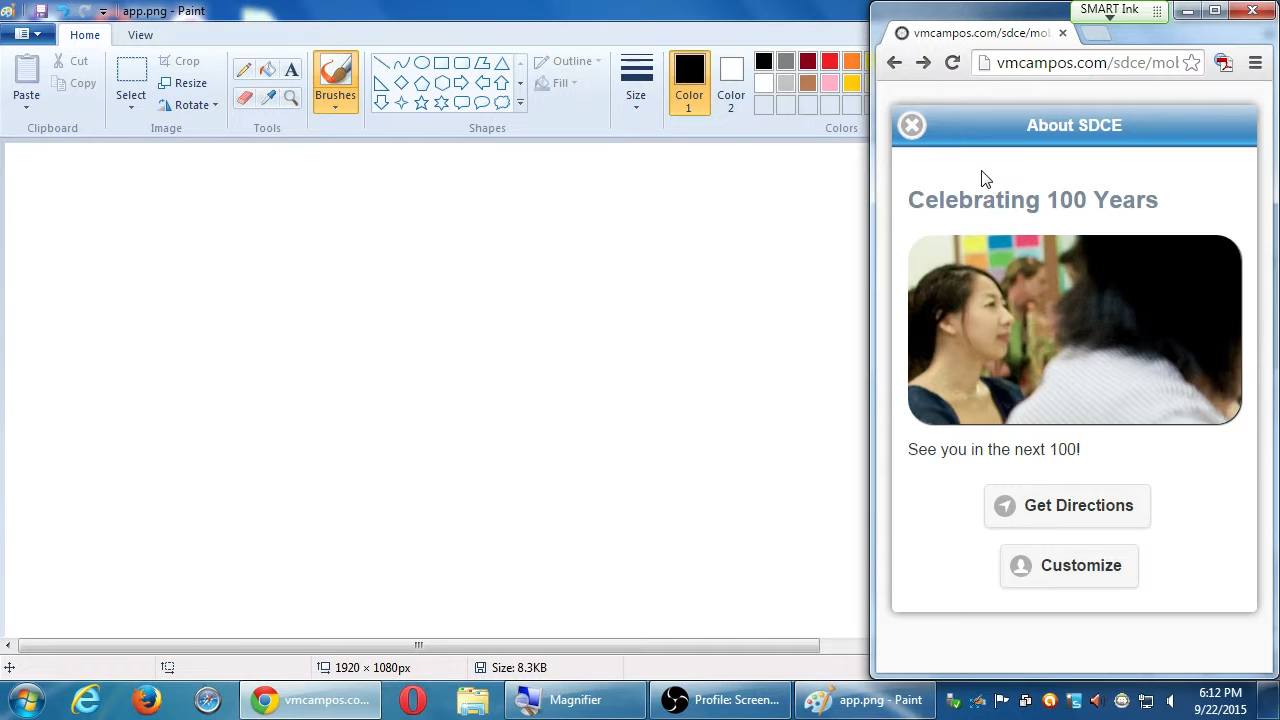 app.png - Paint
SMART Ink
Home
View
vmcampos.com/sdce/mol
vmcampos.com/sdce/mol
Paste
Cut
Copy
Clipboard
Select
Crop
Resize
Rotate
Image
Tools
Brushes
Shapes
Outline
Fill
Size
Color 1
Color 2
Colors
About SDCE
Celebrating 100 Years
See you in the next 100!
Get Directions
Customize
1920 × 1080px
Size: 8.3KB
vmcampos.co...
Magnifier
Profile: Screen...
app.png - Paint
6:12 PM
9/22/2015